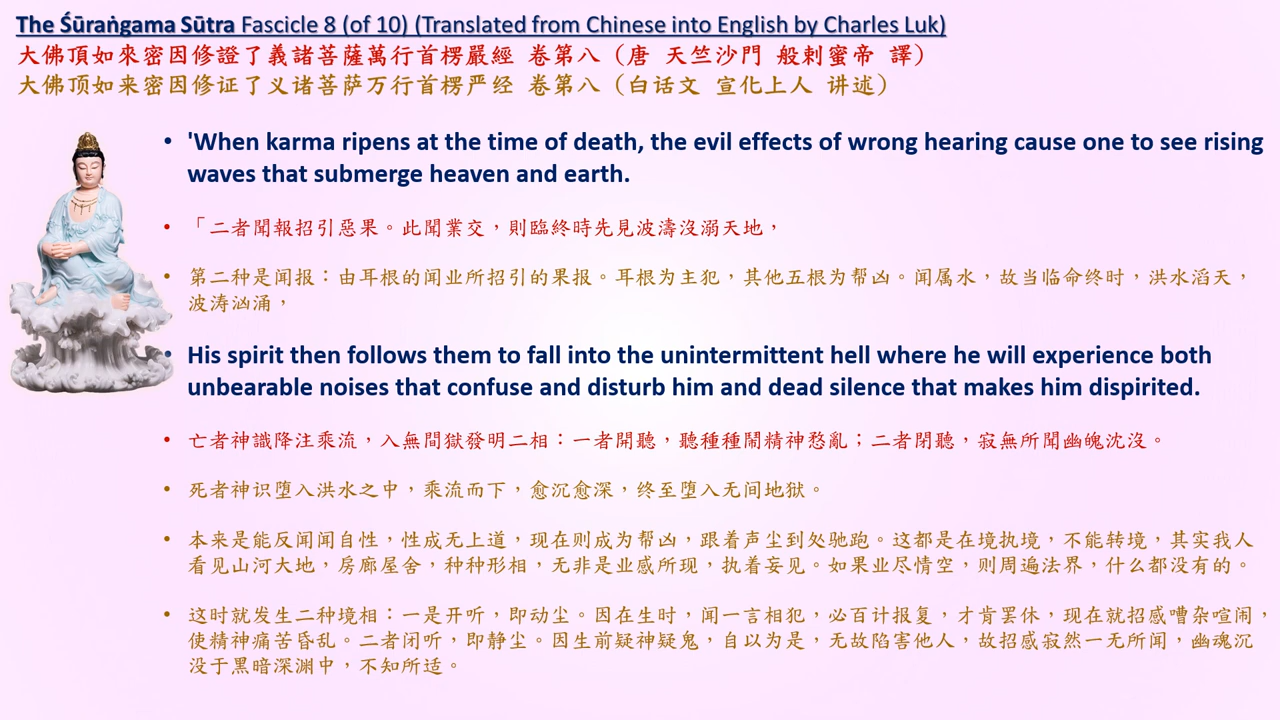 The Śūraṅgama Sūtra Fascicle 8 (of 10) (Translated from Chinese into English by Charles Luk)
大佛頂如來密因修證了義諸菩薩萬行首楞嚴經 卷第八（唐 天竺沙門 般剌蜜帝 譯）
大佛顶如来密因修证了义诸菩萨万行首楞严经 卷第八（白话文 宣化上人 讲述）
• 'When karma ripens at the time of death, the evil effects of wrong hearing cause one to see rising
waves that submerge heaven and earth.
• 「二者聞報招引惡果。此聞業交，則臨終時先見波濤沒溺天地，
• 第二种是闻报：由耳根的闻业所招引的果报。耳根为主犯，其他五根为帮凶。闻属水，故当临命终时，洪水滔天，
波涛汹涌，
• His spirit then follows them to fall into the unintermittent hell where he will experience both
unbearable noises that confuse and disturb him and dead silence that makes him dispirited.
• 亡者神識降注乘流，入無間獄發明二相：一者開聽，聽種種鬧精神愗亂；二者閉聽，寂無所聞幽魄沈沒。
• 死者神识堕入洪水之中，乘流而下，愈沉愈深，终至堕入无间地狱。
• 本来是能反闻闻自性，性成无上道，现在则成为帮凶，跟着声尘到处驰跑。这都是在境执境，不能转境，其实我人
看见山河大地，房廊屋舍，种种形相，无非是业感所现，执着妄见。如果业尽情空，则周遍法界，什么都没有的。
• 这时就发生二种境相：一是开听，即动尘。因在生时，闻一言相犯，必百计报复，才肯罢休，现在就招感嘈杂喧闹，
使精神痛苦昏乱。二者闭听，即静尘。因生前疑神疑鬼，自以为是，无故陷害他人，故招感寂然一无所闻，幽魂沉
没于黑暗深渊中，不知所适。